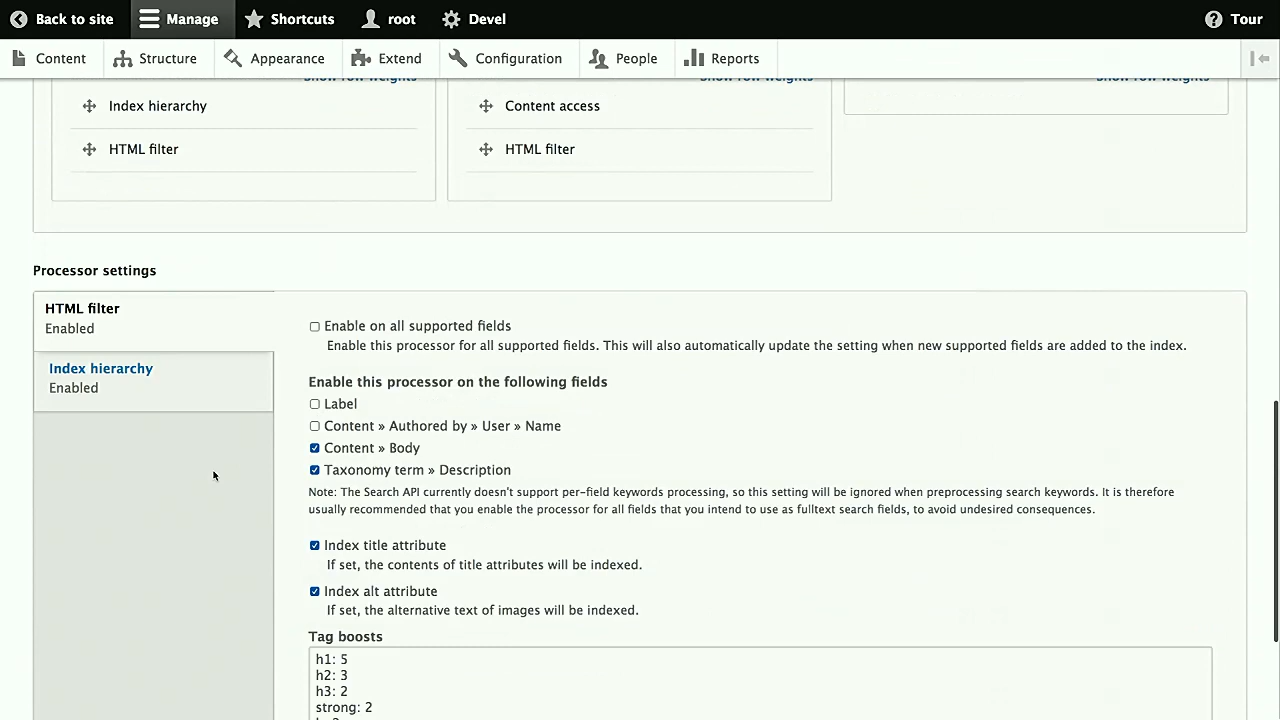 Back to site Manage Shortcuts root Devel Tour
Content Structure Appearance Extend Configuration People Reports
Show row weights Show row weights Show row weights
Index hierarchy Content access
HTML filter HTML filter
Processor settings
HTML filter
Enabled
Index hierarchy
Enabled
Enable on all supported fields
Enable this processor for all supported fields. This will also automatically update the setting when new supported fields are added to the index.
Enable this processor on the following fields
Label
Content » Authored by » User » Name
Content » Body
Taxonomy term » Description
Note: The Search API currently doesn't support per-field keywords processing, so this setting will be ignored when preprocessing search keywords. It is therefore
usually recommended that you enable the processor for all fields that you intend to use as fulltext search fields, to avoid undesired consequences.
Index title attribute
If set, the contents of title attributes will be indexed.
Index alt attribute
If set, the alternative text of images will be indexed.
Tag boosts
h1: 5
h2: 3
h3: 2
strong: 2